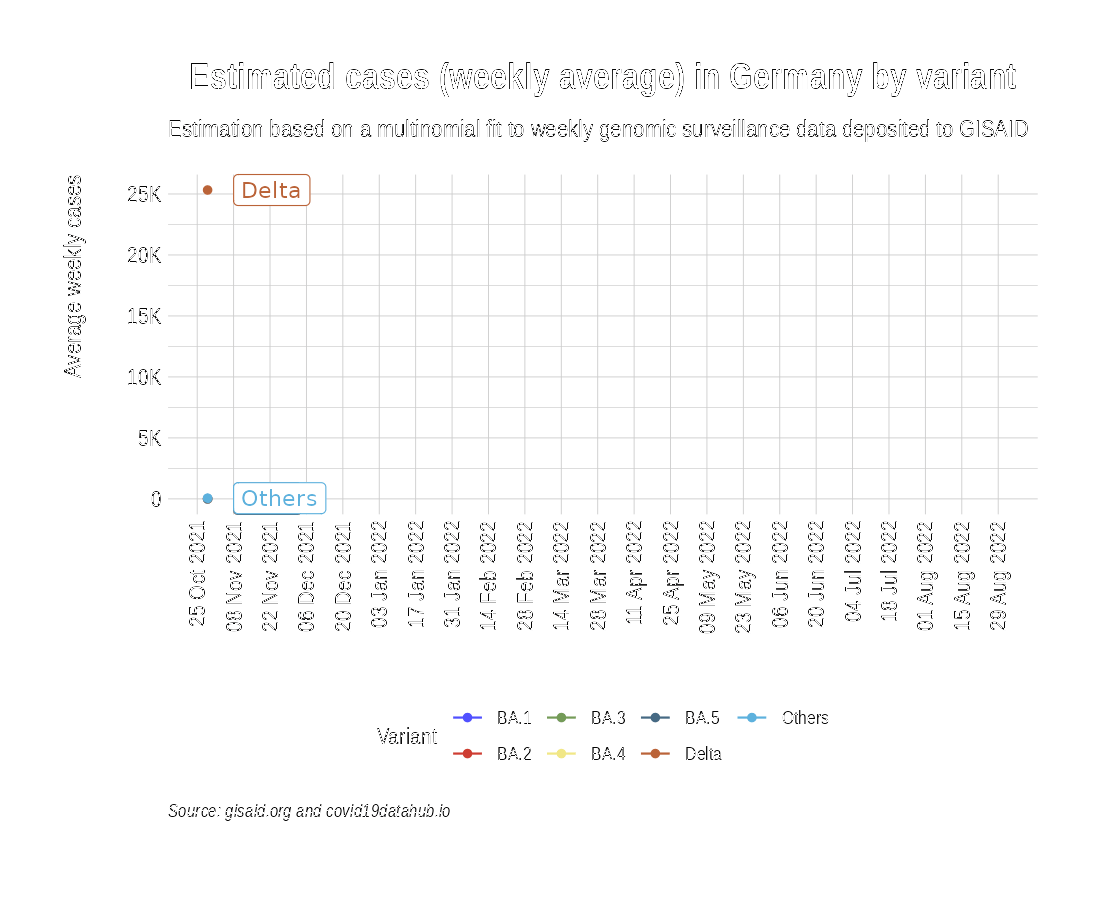 Estimated cases (weekly average) in Germany by variant
Estimation based on a multinomial fit to weekly genomic surveillance data deposited to GISAID
Average weekly cases
25K
20K
15K
10K
5K
0
Delta
Others
25 Oct 2021
08 Nov 2021
22 Nov 2021
06 Dec 2021
20 Dec 2021
03 Jan 2022
17 Jan 2022
31 Jan 2022
14 Feb 2022
28 Feb 2022
14 Mar 2022
28 Mar 2022
11 Apr 2022
25 Apr 2022
09 May 2022
23 May 2022
06 Jun 2022
20 Jun 2022
04 Jul 2022
18 Jul 2022
01 Aug 2022
15 Aug 2022
29 Aug 2022
Variant
BA.1 BA.3 BA.5 Others
BA.2 BA.4 Delta
Source: gisaid.org and covid19datahub.io